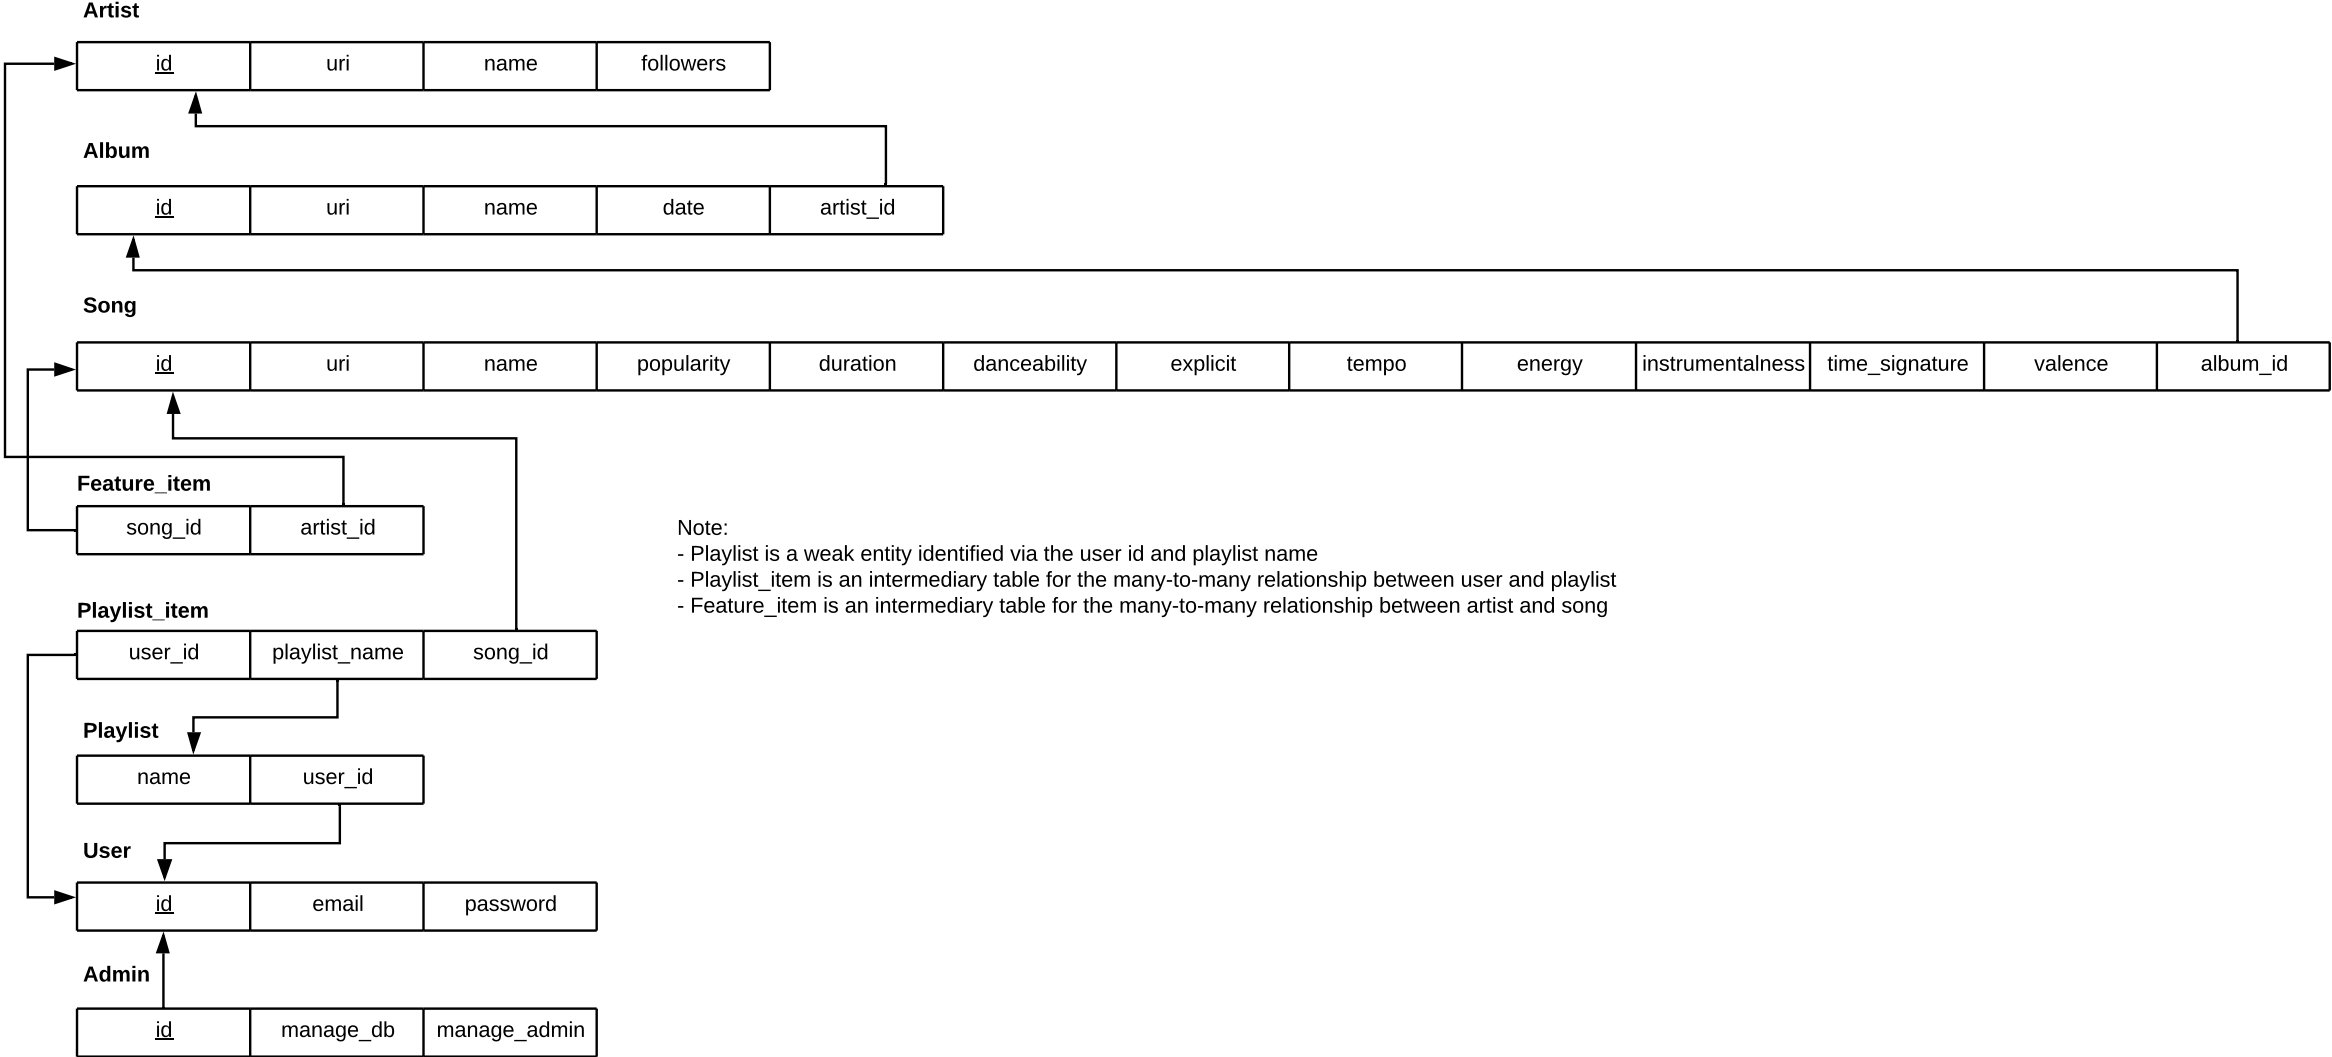 Artist
id uri name followers
Album
id uri name date artist_id
Song
id uri name popularity duration danceability explicit tempo energy instrumentalness time_signature valence album_id
Feature_item
song_id artist_id
Note:
- Playlist is a weak entity identified via the user id and playlist name
- Playlist_item is an intermediary table for the many-to-many relationship between user and playlist
- Feature_item is an intermediary table for the many-to-many relationship between artist and song
Playlist_item
user_id playlist_name song_id
Playlist
name user_id
User
id email password
Admin
id manage_db manage_admin